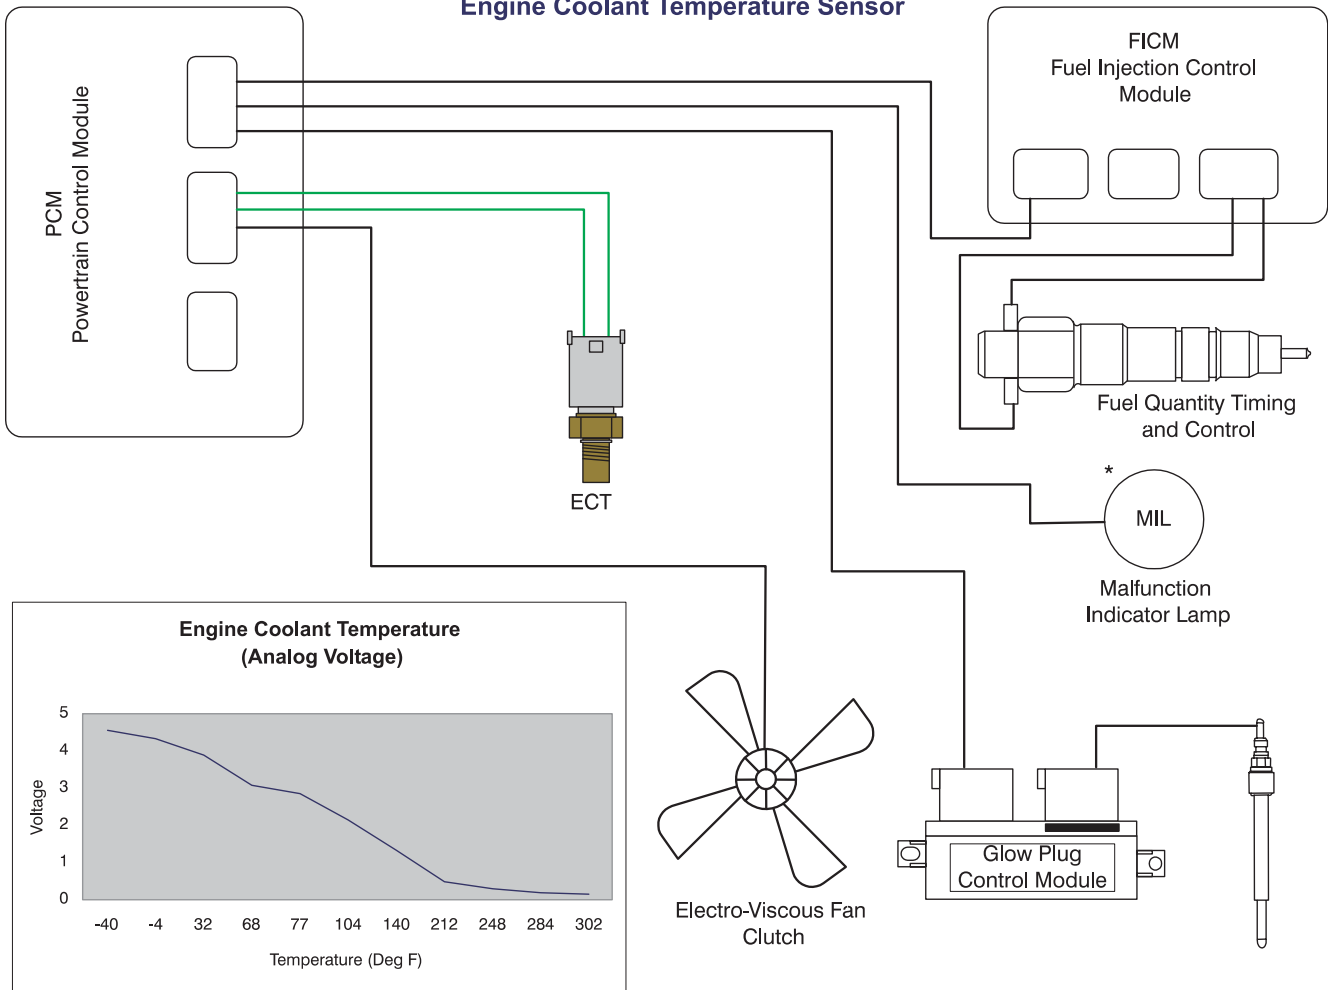 Engine Coolant Temperature Sensor
PCM
Powertrain Control Module
FICM
Fuel Injection Control
Module
Fuel Quantity Timing
and Control
ECT
*
MIL
Malfunction
Indicator Lamp
Engine Coolant Temperature
(Analog Voltage)
Voltage
5
4
3
2
1
0
-40 -4 32 68 77 104 140 212 248 284 302
Temperature (Deg F)
Electro-Viscous Fan
Clutch
Glow Plug
Control Module